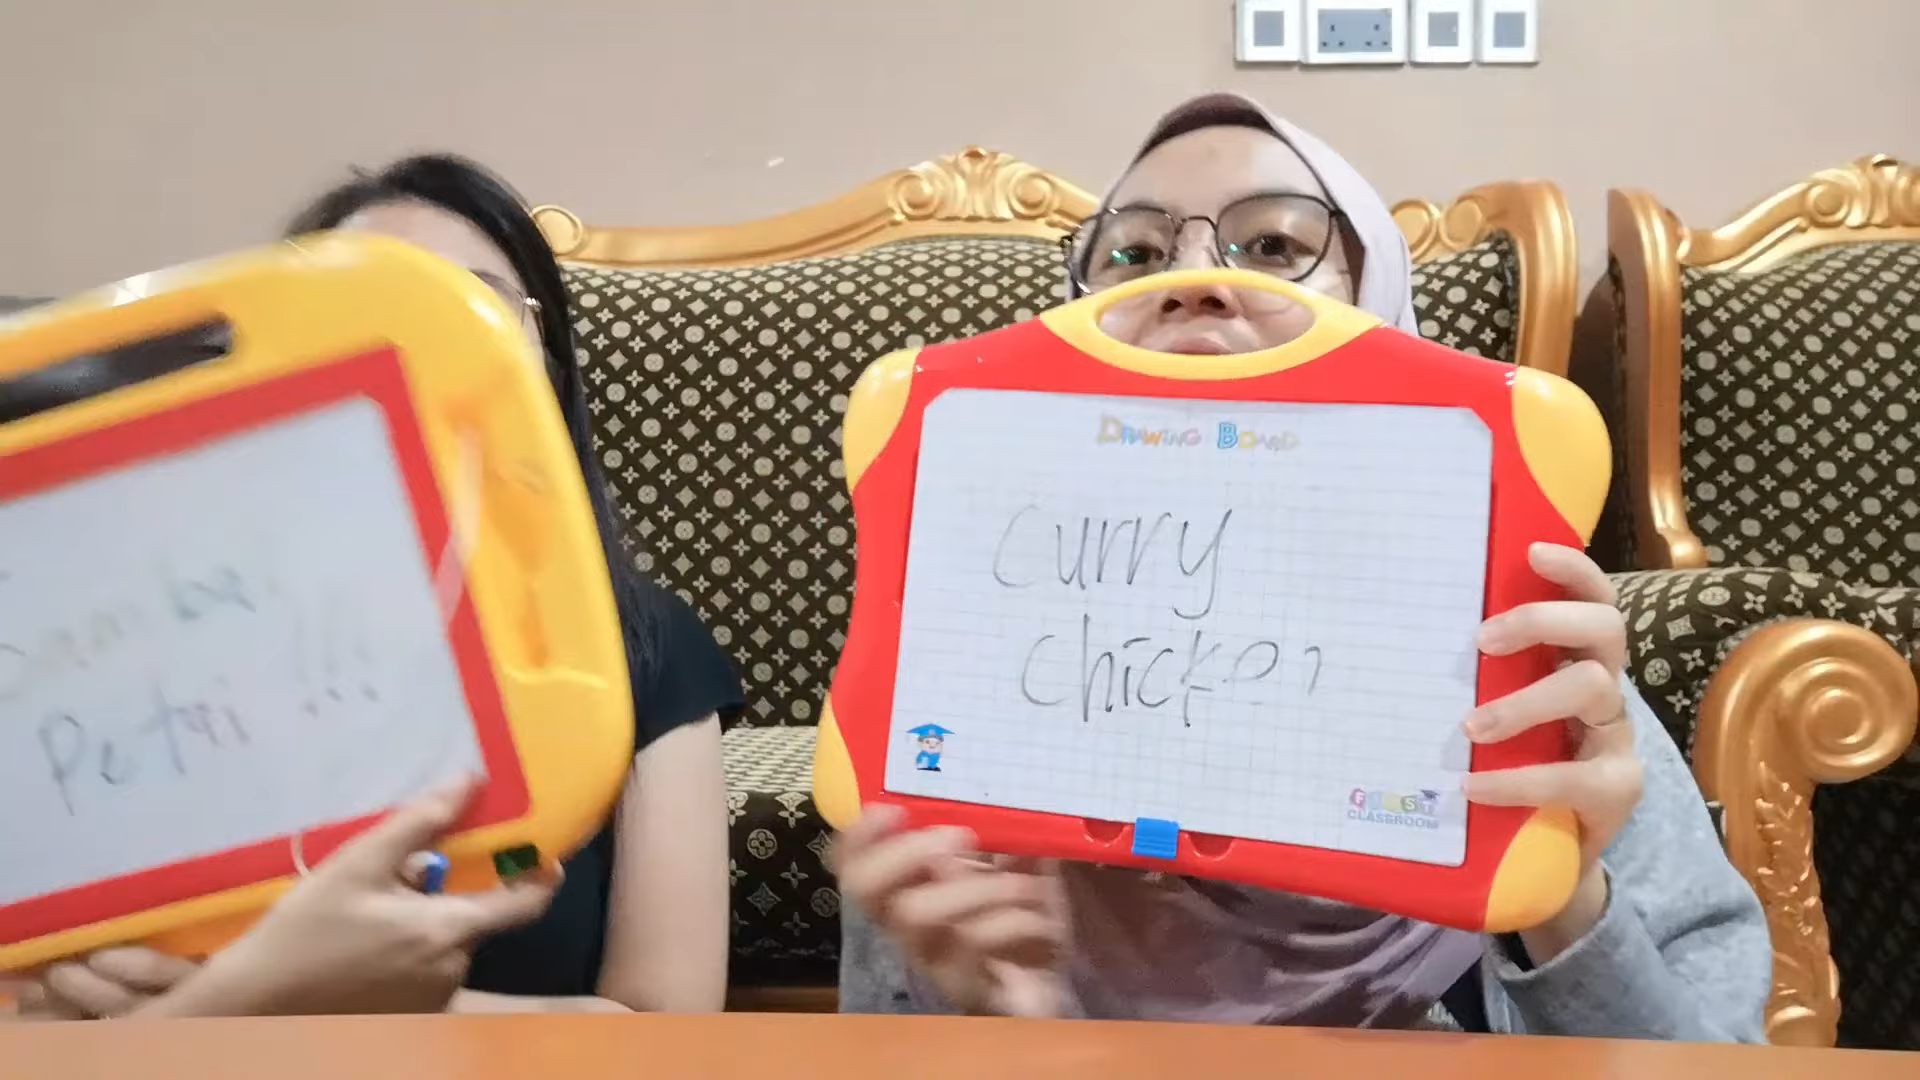 Petai !!!
DRAWING BOARD
curry
chicken
FIRST
CLASSROOM